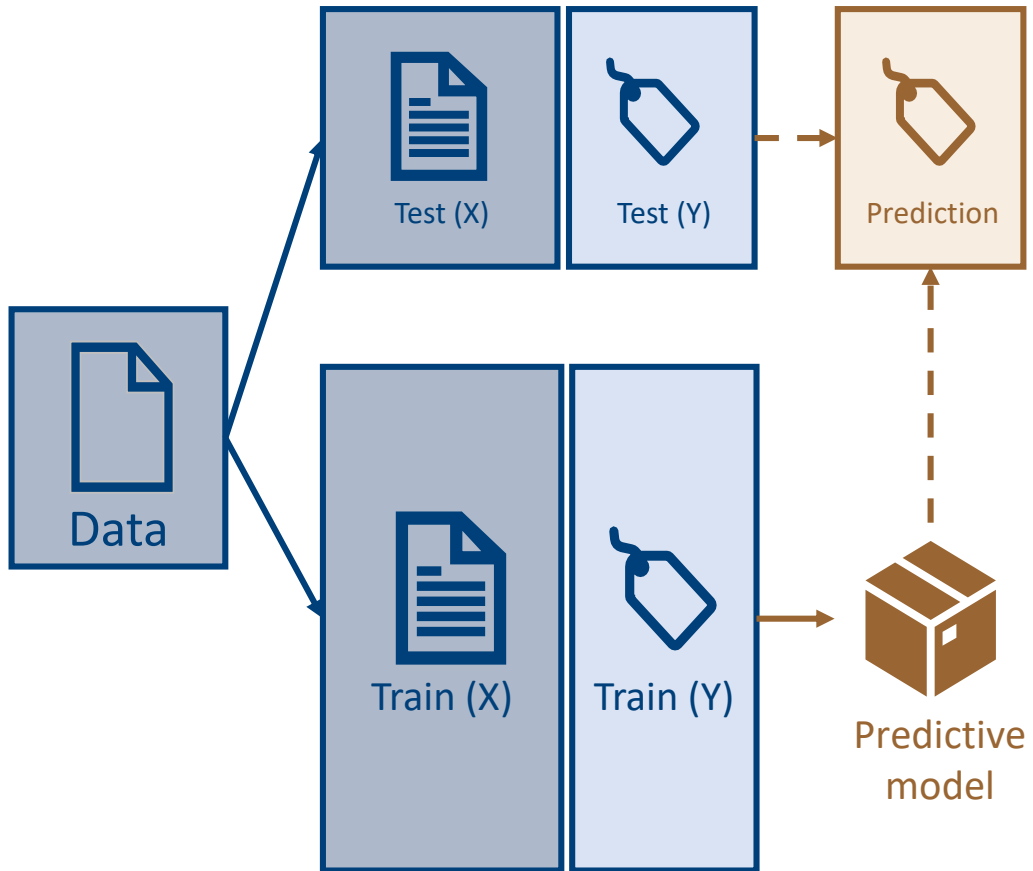 Test (X)
Test (Y)
Prediction
Data
Train (X)
Train (Y)
Predictive
model